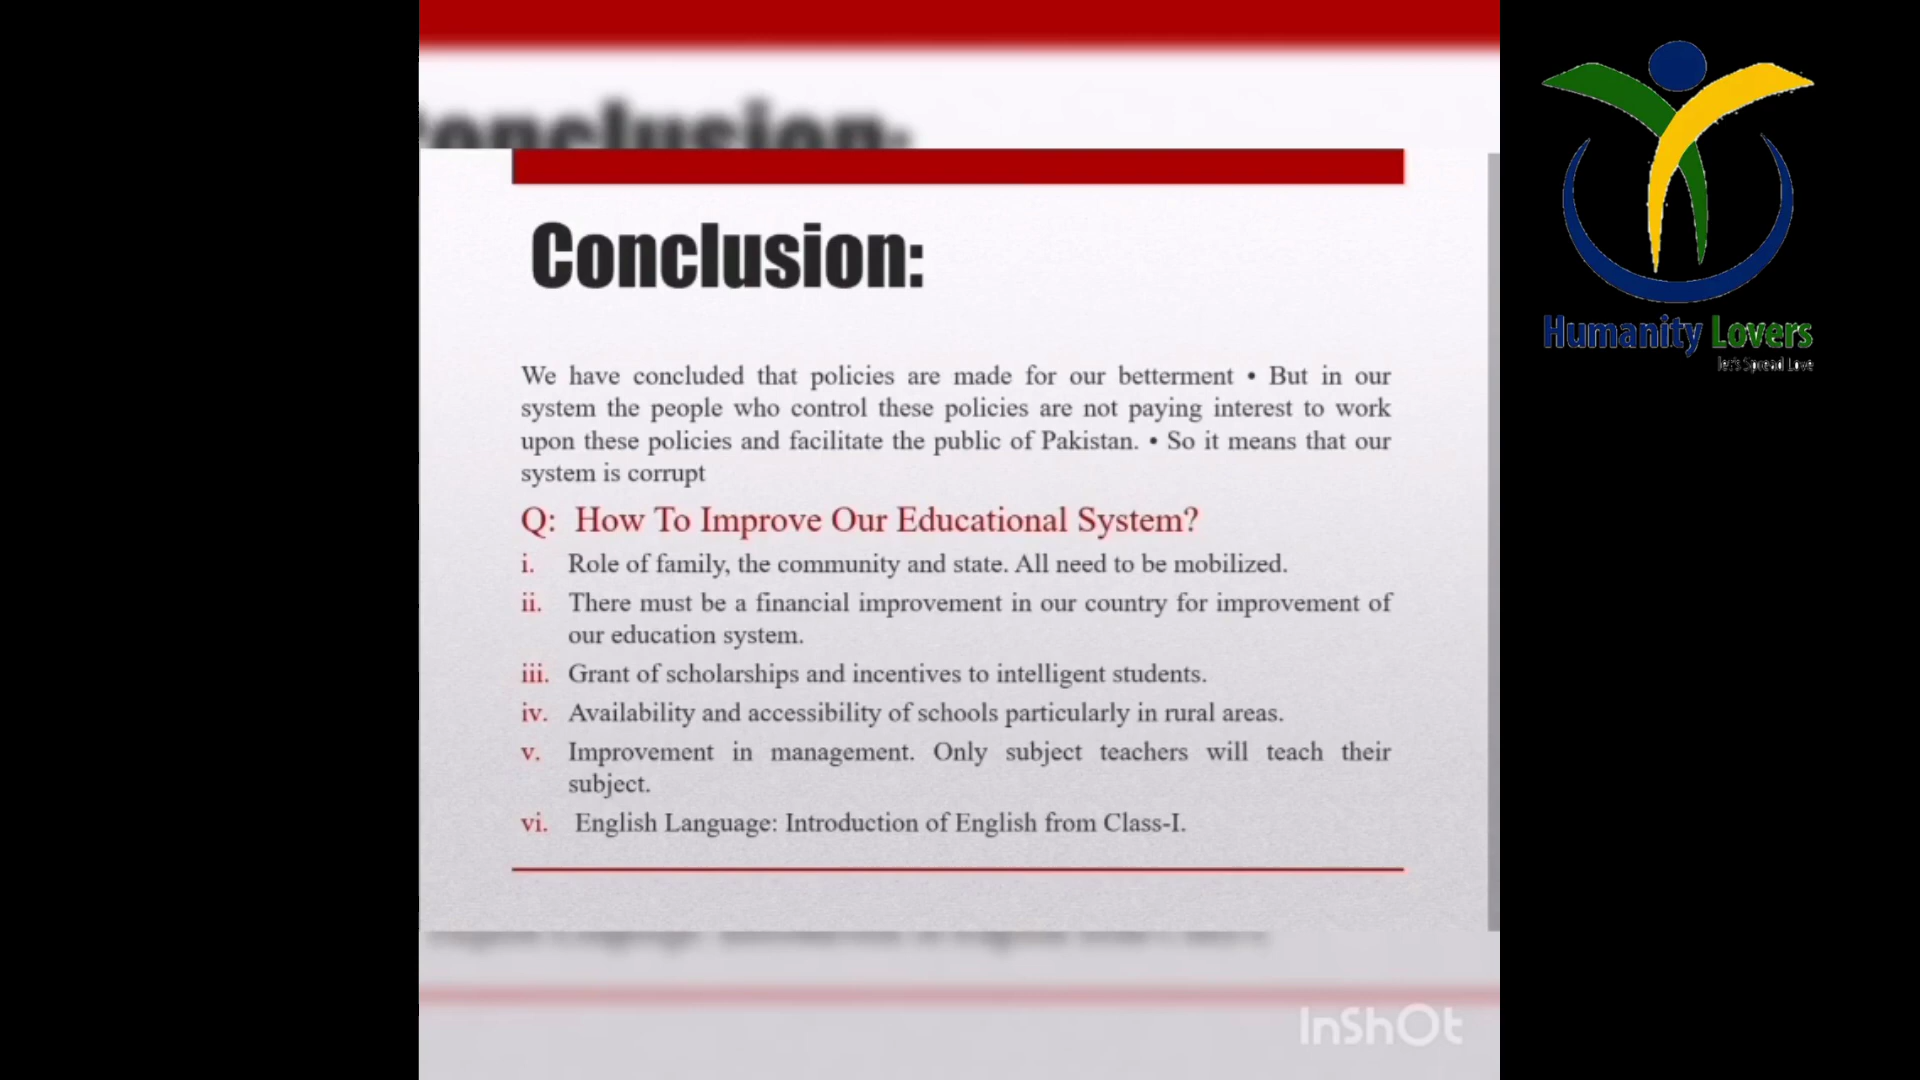 Conclusion:
We have concluded that policies are made for our betterment • But in our
system the people who control these policies are not paying interest to work
upon these policies and facilitate the public of Pakistan. • So it means that our
system is corrupt
Q: How To Improve Our Educational System?
i. Role of family, the community and state. All need to be mobilized.
ii. There must be a financial improvement in our country for improvement of
our education system.
iii. Grant of scholarships and incentives to intelligent students.
iv. Availability and accessibility of schools particularly in rural areas.
v. Improvement in management. Only subject teachers will teach their
subject.
vi. English Language: Introduction of English from Class-I.
Humanity Lovers
let's Spread Love
InShOt